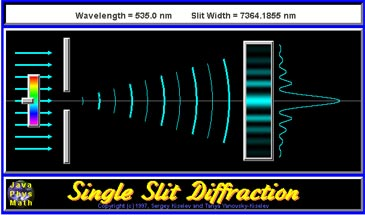 Wavelength = 535.0 nm Slit Width = 7364.1855 nm
Java
Phys
Math
Single Slit Diffraction
Copyright (c) 1997, Sergey Kiselev and Tanya Yanovsky-Kiselev